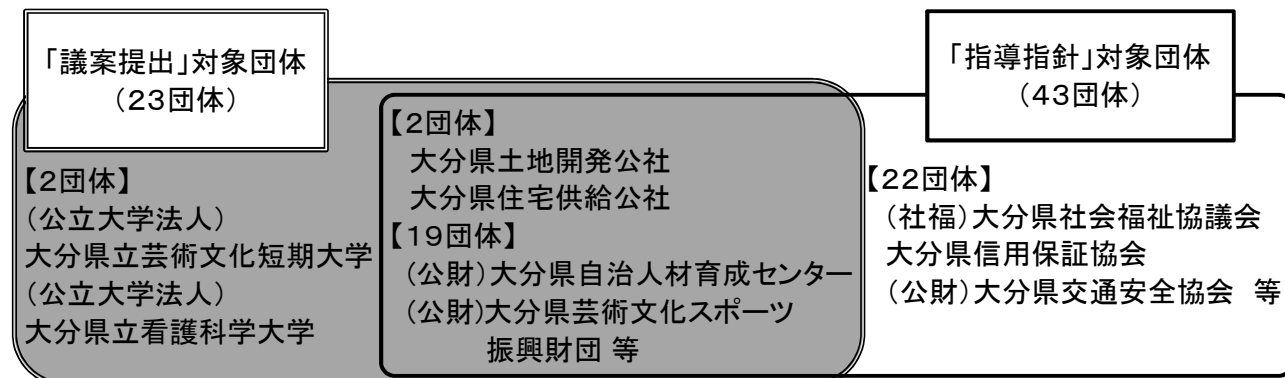 「議案提出」対象団体
（２３団体）
【２団体】
（公立大学法人）
大分県立芸術文化短期大学
（公立大学法人）
大分県立看護科学大学
【２団体】
大分県土地開発公社
大分県住宅供給公社
【１９団体】
（公財）大分県自治人材育成センター
（公財）大分県芸術文化スポーツ
振興財団 等
「指導指針」対象団体
（４３団体）
【２２団体】
（社福）大分県社会福祉協議会
大分県信用保証協会
（公財）大分県交通安全協会　等